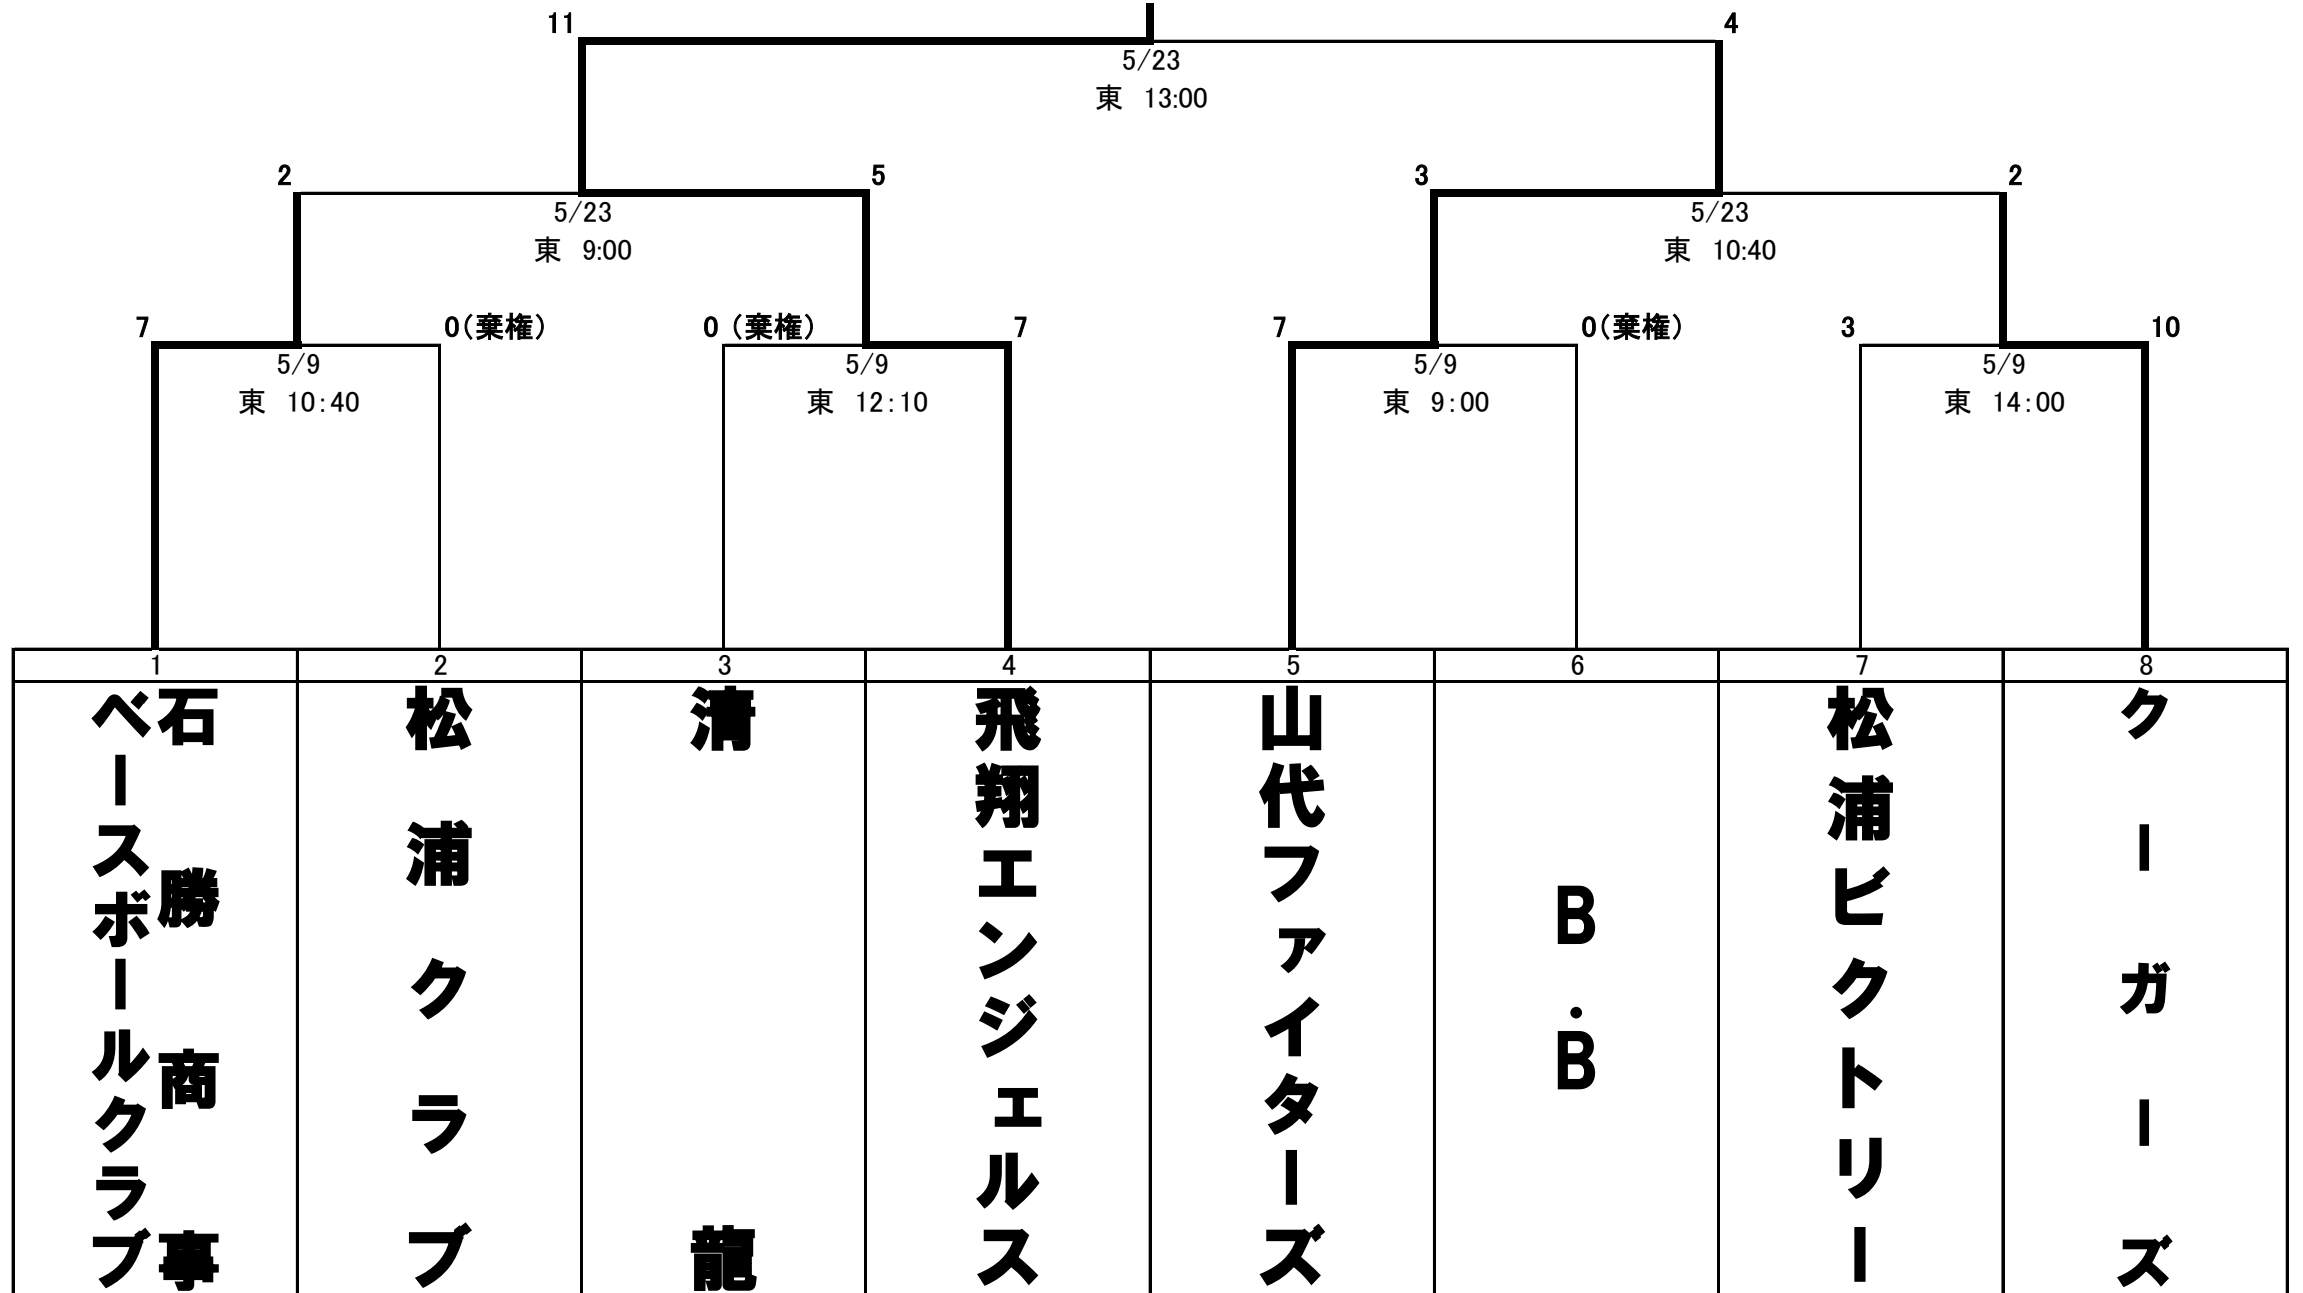 11
4
5/23
東 13:00
2
5
3
2
5/23
東 9:00
5/23
東 10:40
7
0(棄権)
0(棄権)
7
7
0(棄権)
3
10
5/9
東 10:40
5/9
東 12:10
5/9
東 9:00
5/9
東 14:00
1
2
3
4
5
6
7
8
石勝商事
ベースボールクラブ
松浦クラブ
清龍
飛翔エンジェルス
山代ファイターズ
B.B
松浦ビクトリー
クーガーズ